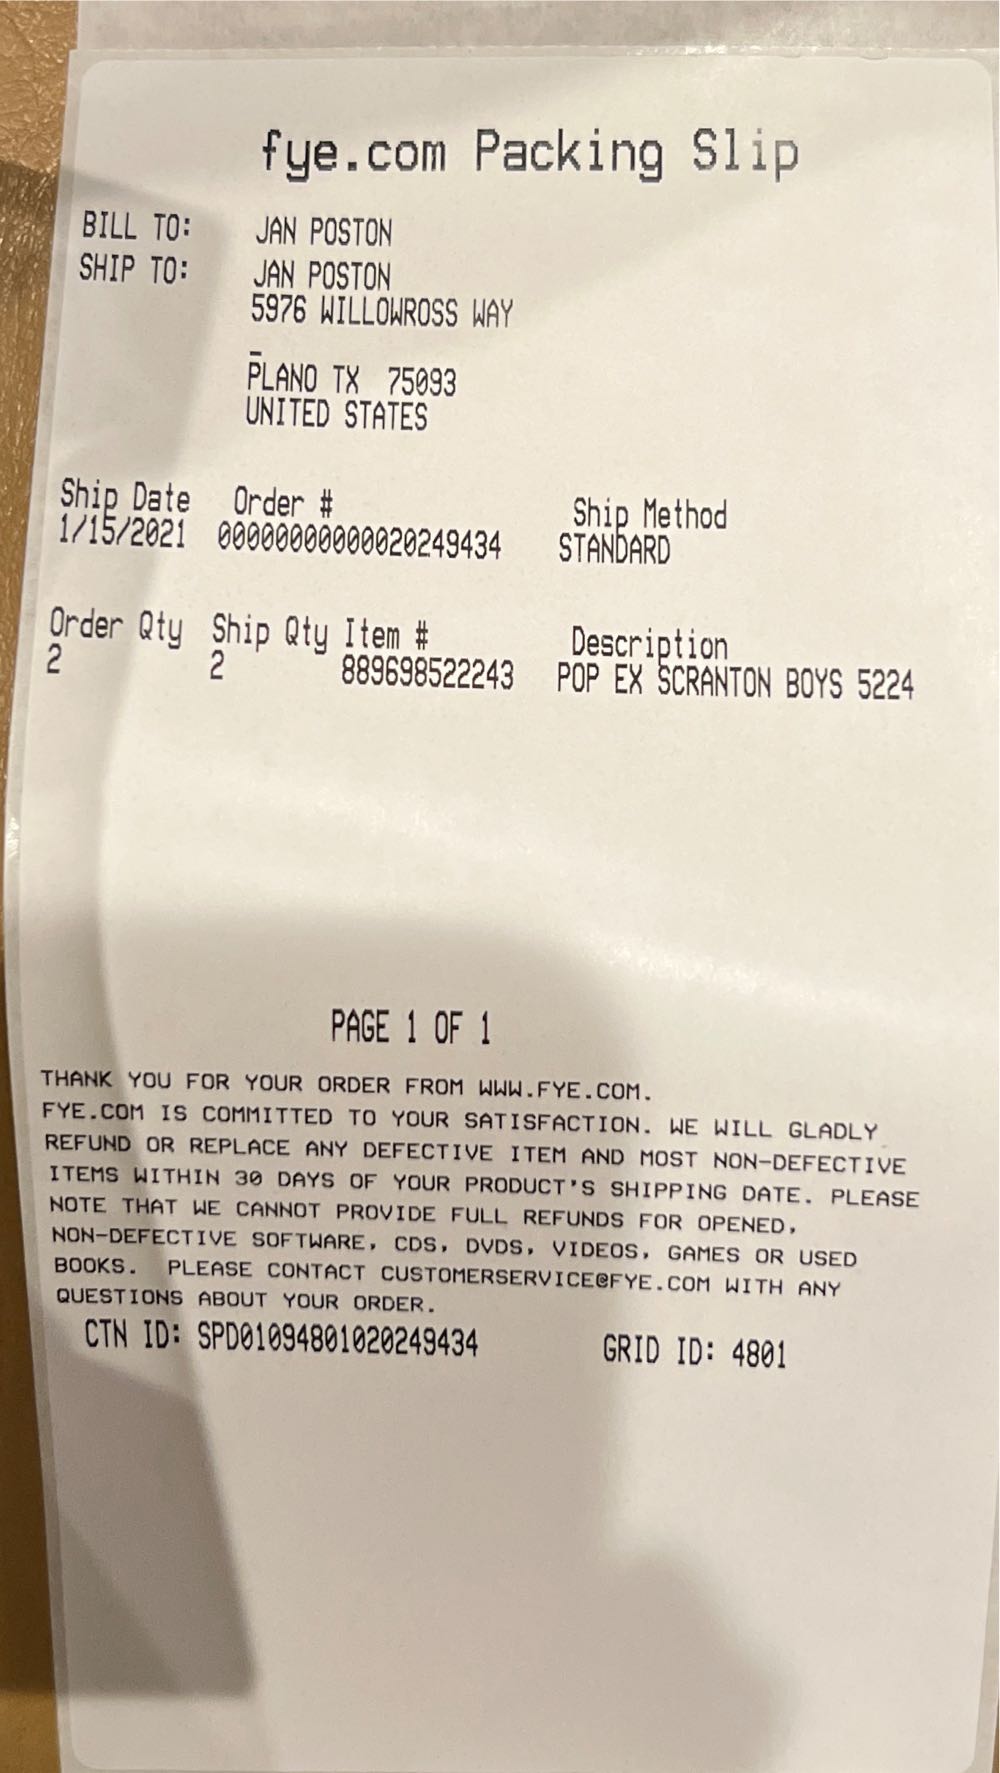 fye.com Packing Slip
BILL TO: JAN POSTON
SHIP TO: JAN POSTON
5976 WILLOWROSS WAY
_
PLANO TX 75093
UNITED STATES
Ship Date Order # Ship Method
1/15/2021 00000000000020249434 STANDARD
Order Qty Ship Qty Item # Description
2 2 889698522243 POP EX SCRANTON BOYS 5224
PAGE 1 OF 1
THANK YOU FOR YOUR ORDER FROM WWW.FYE.COM.
FYE.COM IS COMMITTED TO YOUR SATISFACTION. WE WILL GLADLY
REFUND OR REPLACE ANY DEFECTIVE ITEM AND MOST NON-DEFECTIVE
ITEMS WITHIN 30 DAYS OF YOUR PRODUCT'S SHIPPING DATE. PLEASE
NOTE THAT WE CANNOT PROVIDE FULL REFUNDS FOR OPENED,
NON-DEFECTIVE SOFTWARE, CDS, DVDS, VIDEOS, GAMES OR USED
BOOKS. PLEASE CONTACT CUSTOMERSERVICE@FYE.COM WITH ANY
QUESTIONS ABOUT YOUR ORDER.
CTN ID: SPD01094801020249434 GRID ID: 4801